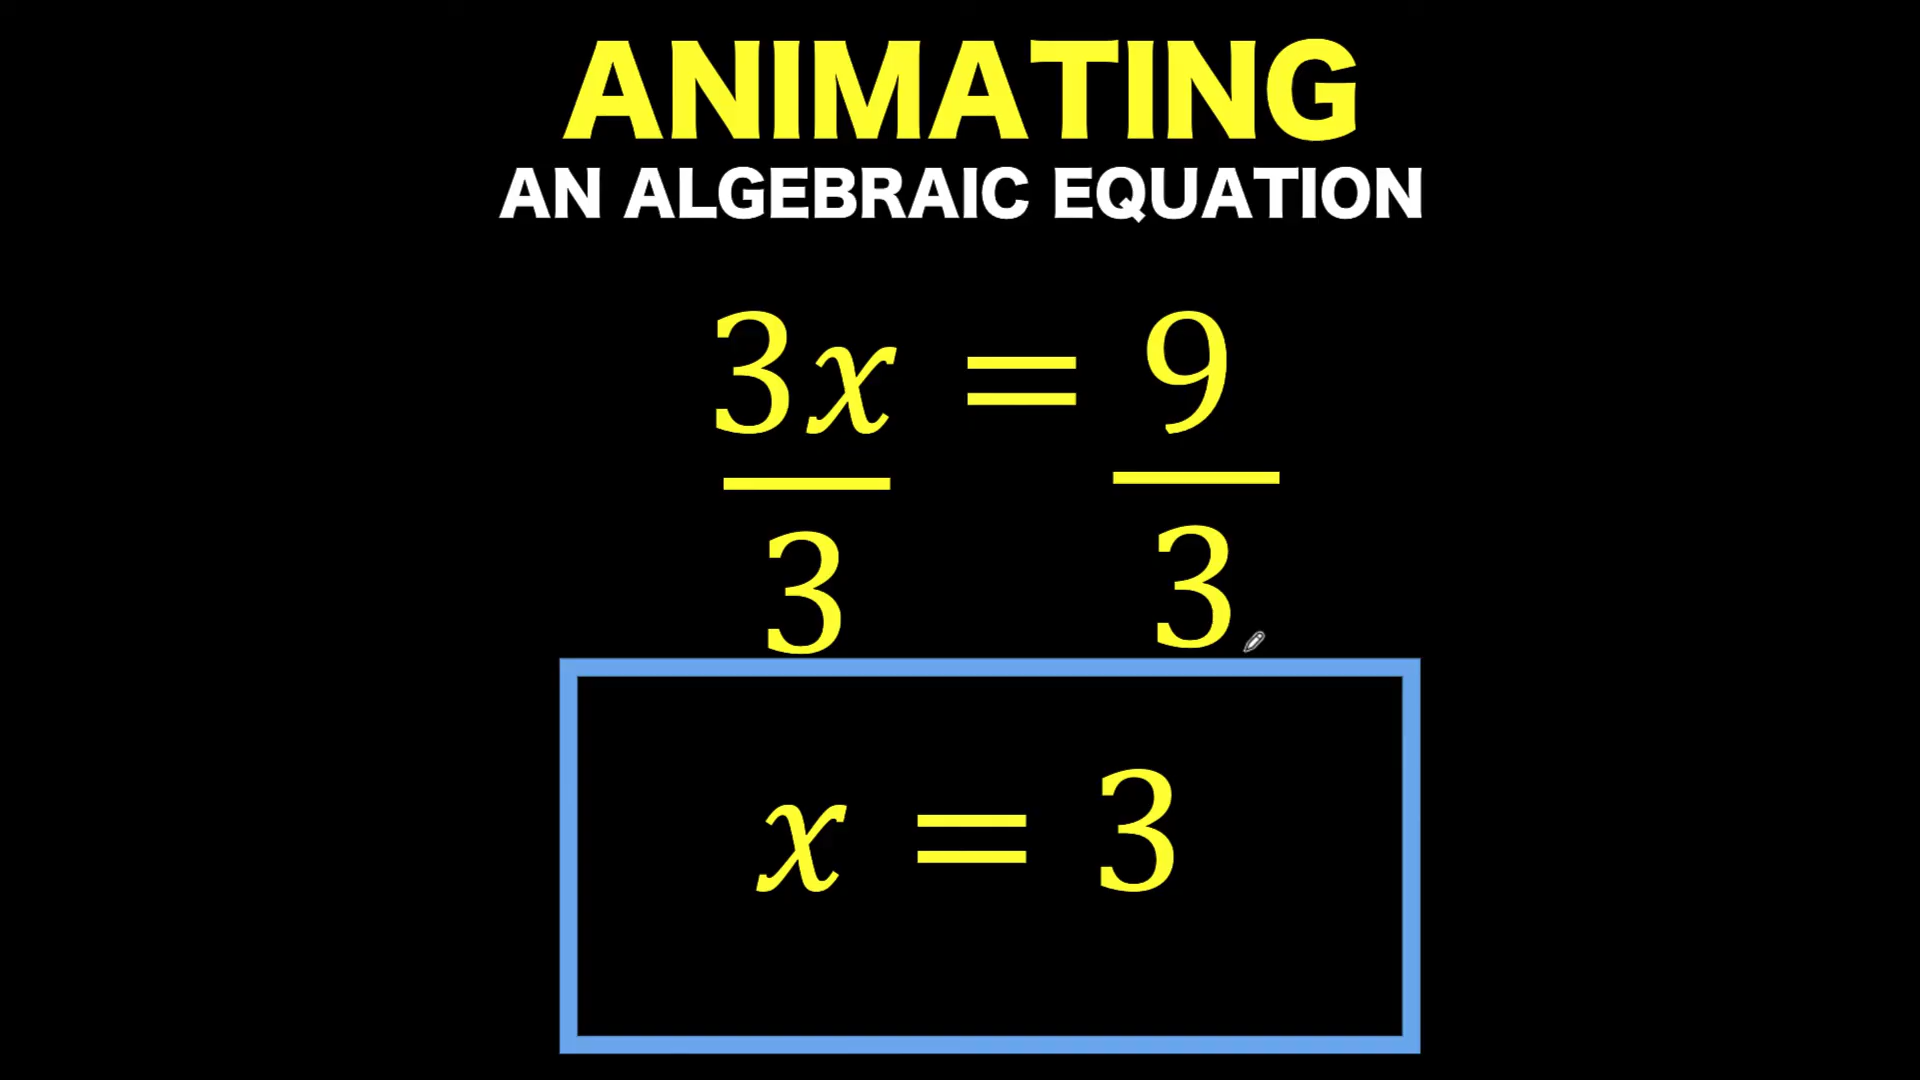 ANIMATING
AN ALGEBRAIC EQUATION
3x = 9
3 3
x = 3